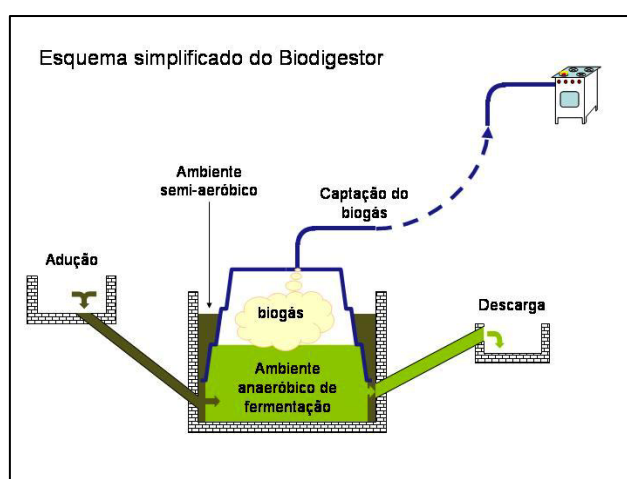 Esquema simplificado do Biodigestor
Ambiente
semi-aeróbico
Captação do
biogás
Adução
biogás
Descarga
Ambiente
anaeróbico de
fermentação